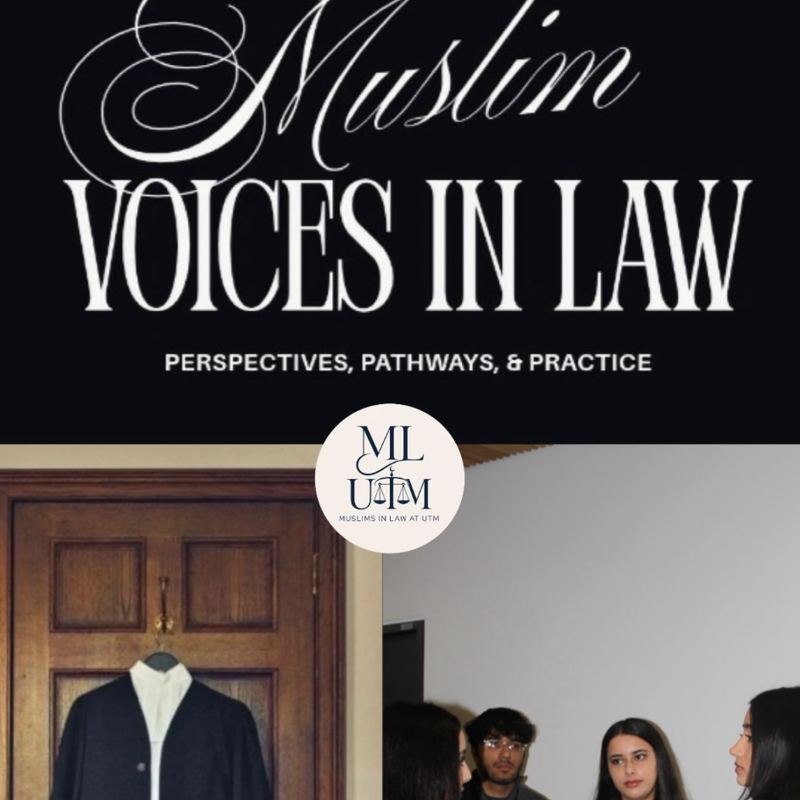 Muslim
VOICES IN LAW
PERSPECTIVES, PATHWAYS, & PRACTICE
ML
UTM
MUSLIMS IN LAW AT UTM